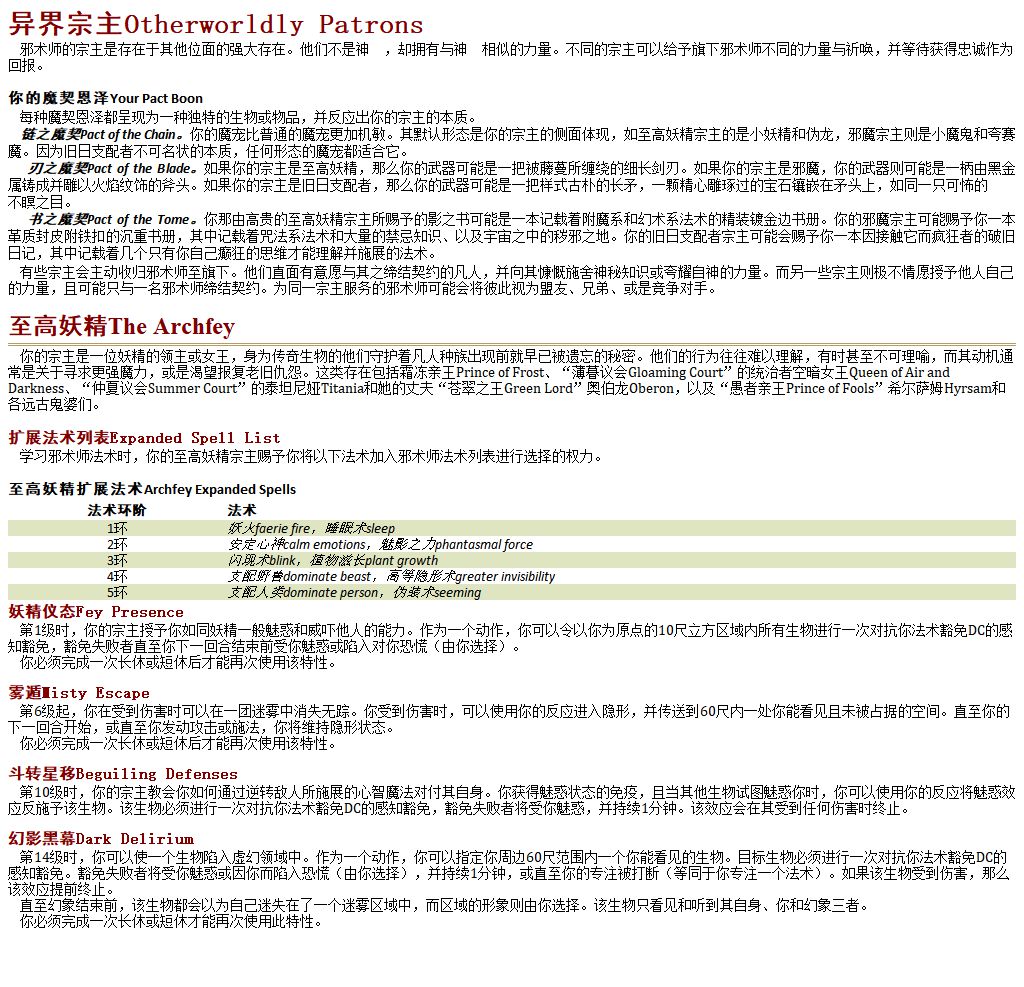 异界宗主Otherworldly Patrons
邪术师的宗主是存在于其他位面的强大存在。他们不是神 ，却拥有与神 相似的力量。不同的宗主可以给予旗下邪术师不同的力量与祈唤，并等待获得忠诚作为
回报。
你的魔契恩泽Your Pact Boon
每种魔契恩泽都呈现为一种独特的生物或物品，并反应出你的宗主的本质。
链之魔契Pact of the Chain。你的魔宠比普通的魔宠更加机敏。其默认形态是你的宗主的侧面体现，如至高妖精宗主的是小妖精和伪龙，邪魔宗主则是小魔鬼和夸赛
魔。因为旧日支配者不可名状的本质，任何形态的魔宠都适合它。
刃之魔契Pact of the Blade。如果你的宗主是至高妖精，那么你的武器可能是一把被藤蔓所缠绕的细长剑刃。如果你的宗主是邪魔，你的武器则可能是一柄由黑金
属铸成并雕以火焰纹饰的斧头。如果你的宗主是旧日支配者，那么你的武器可能是一把样式古朴的长矛，一颗精心雕琢过的宝石镶嵌在矛头上，如同一只可怖的
不瞑之目。
书之魔契Pact of the Tome。你那由高贵的至高妖精宗主所赐予的影之书可能是一本记载着附魔系和幻术系法术的精装镀金边书册。你的邪魔宗主可能赐予你一本
革质封皮附铁扣的沉重书册，其中记载着咒法系法术和大量的禁忌知识、以及宇宙之中的秽邪之地。你的旧日支配者宗主可能会赐予你一本因接触它而疯狂者的破旧
日记，其中记载着几个只有你自己癫狂的思维才能理解并施展的法术。
有些宗主会主动收归邪术师至旗下。他们直面有意愿与其之缔结契约的凡人，并向其慷慨施舍神秘知识或夸耀自神的力量。而另一些宗主则极不情愿授予他人自己
的力量，且可能只与一名邪术师缔结契约。为同一宗主服务的邪术师可能会将彼此视为盟友、兄弟、或是竞争对手。
至高妖精The Archfey
你的宗主是一位妖精的领主或女王，身为传奇生物的他们守护着凡人种族出现前就早已被遗忘的秘密。他们的行为往往难以理解，有时甚至不可理喻，而其动机通
常是关于寻求更强魔力，或是渴望报复老旧仇怨。这类存在包括霜冻亲王Prince of Frost、“薄暮议会Gloaming Court”的统治者空暗女王Queen of Air and
Darkness、“仲夏议会Summer Court”的泰坦尼娅Titania和她的丈夫“苍翠之王Green Lord”奥伯龙Oberon，以及“愚者亲王Prince of Fools”希尔萨姆Hyrsam和
各远古鬼婆们。
扩展法术列表Expanded Spell List
学习邪术师法术时，你的至高妖精宗主赐予你将以下法术加入邪术师法术列表进行选择的权力。
至高妖精扩展法术Archfey Expanded Spells
法术环阶 法术
1环 妖火faerie fire，睡眠术sleep
2环 安定心神calm emotions，魅影之力phantasmal force
3环 闪现术blink，植物滋长plant growth
4环 支配野兽dominate beast，高等隐形术greater invisibility
5环 支配人类dominate person，伪装术seeming
妖精仪态Fey Presence
第1级时，你的宗主授予你如同妖精一般魅惑和威吓他人的能力。作为一个动作，你可以令以你为原点的10尺立方区域内所有生物进行一次对抗你法术豁免DC的感
知豁免，豁免失败者直至你下一回合结束前受你魅惑或陷入对你恐慌（由你选择）。
你必须完成一次长休或短休后才能再次使用该特性。
雾遁Misty Escape
第6级起，你在受到伤害时可以在一团迷雾中消失无踪。你受到伤害时，可以使用你的反应进入隐形，并传送到60尺内一处你能看见且未被占据的空间。直至你的
下一回合开始，或直至你发动攻击或施法，你将维持隐形状态。
你必须完成一次长休或短休后才能再次使用该特性。
斗转星移Beguiling Defenses
第10级时，你的宗主教会你如何通过逆转敌人所施展的心智魔法对付其自身。你获得魅惑状态的免疫，且当其他生物试图魅惑你时，你可以使用你的反应将魅惑效
应反施予该生物。该生物必须进行一次对抗你法术豁免DC的感知豁免，豁免失败者将受你魅惑，并持续1分钟。该效应会在其受到任何伤害时终止。
幻影黑幕Dark Delirium
第14级时，你可以使一个生物陷入虚幻领域中。作为一个动作，你可以指定你周边60尺范围内一个你能看见的生物。目标生物必须进行一次对抗你法术豁免DC的
感知豁免。豁免失败者将受你魅惑或因你而陷入恐慌（由你选择），并持续1分钟，或直至你的专注被打断（等同于你专注一个法术）。如果该生物受到伤害，那么
该效应提前终止。
直至幻象结束前，该生物都会以为自己迷失在了一个迷雾区域中，而区域的形象则由你选择。该生物只看见和听到其自身、你和幻象三者。
你必须完成一次长休或短休才能再次使用此特性。